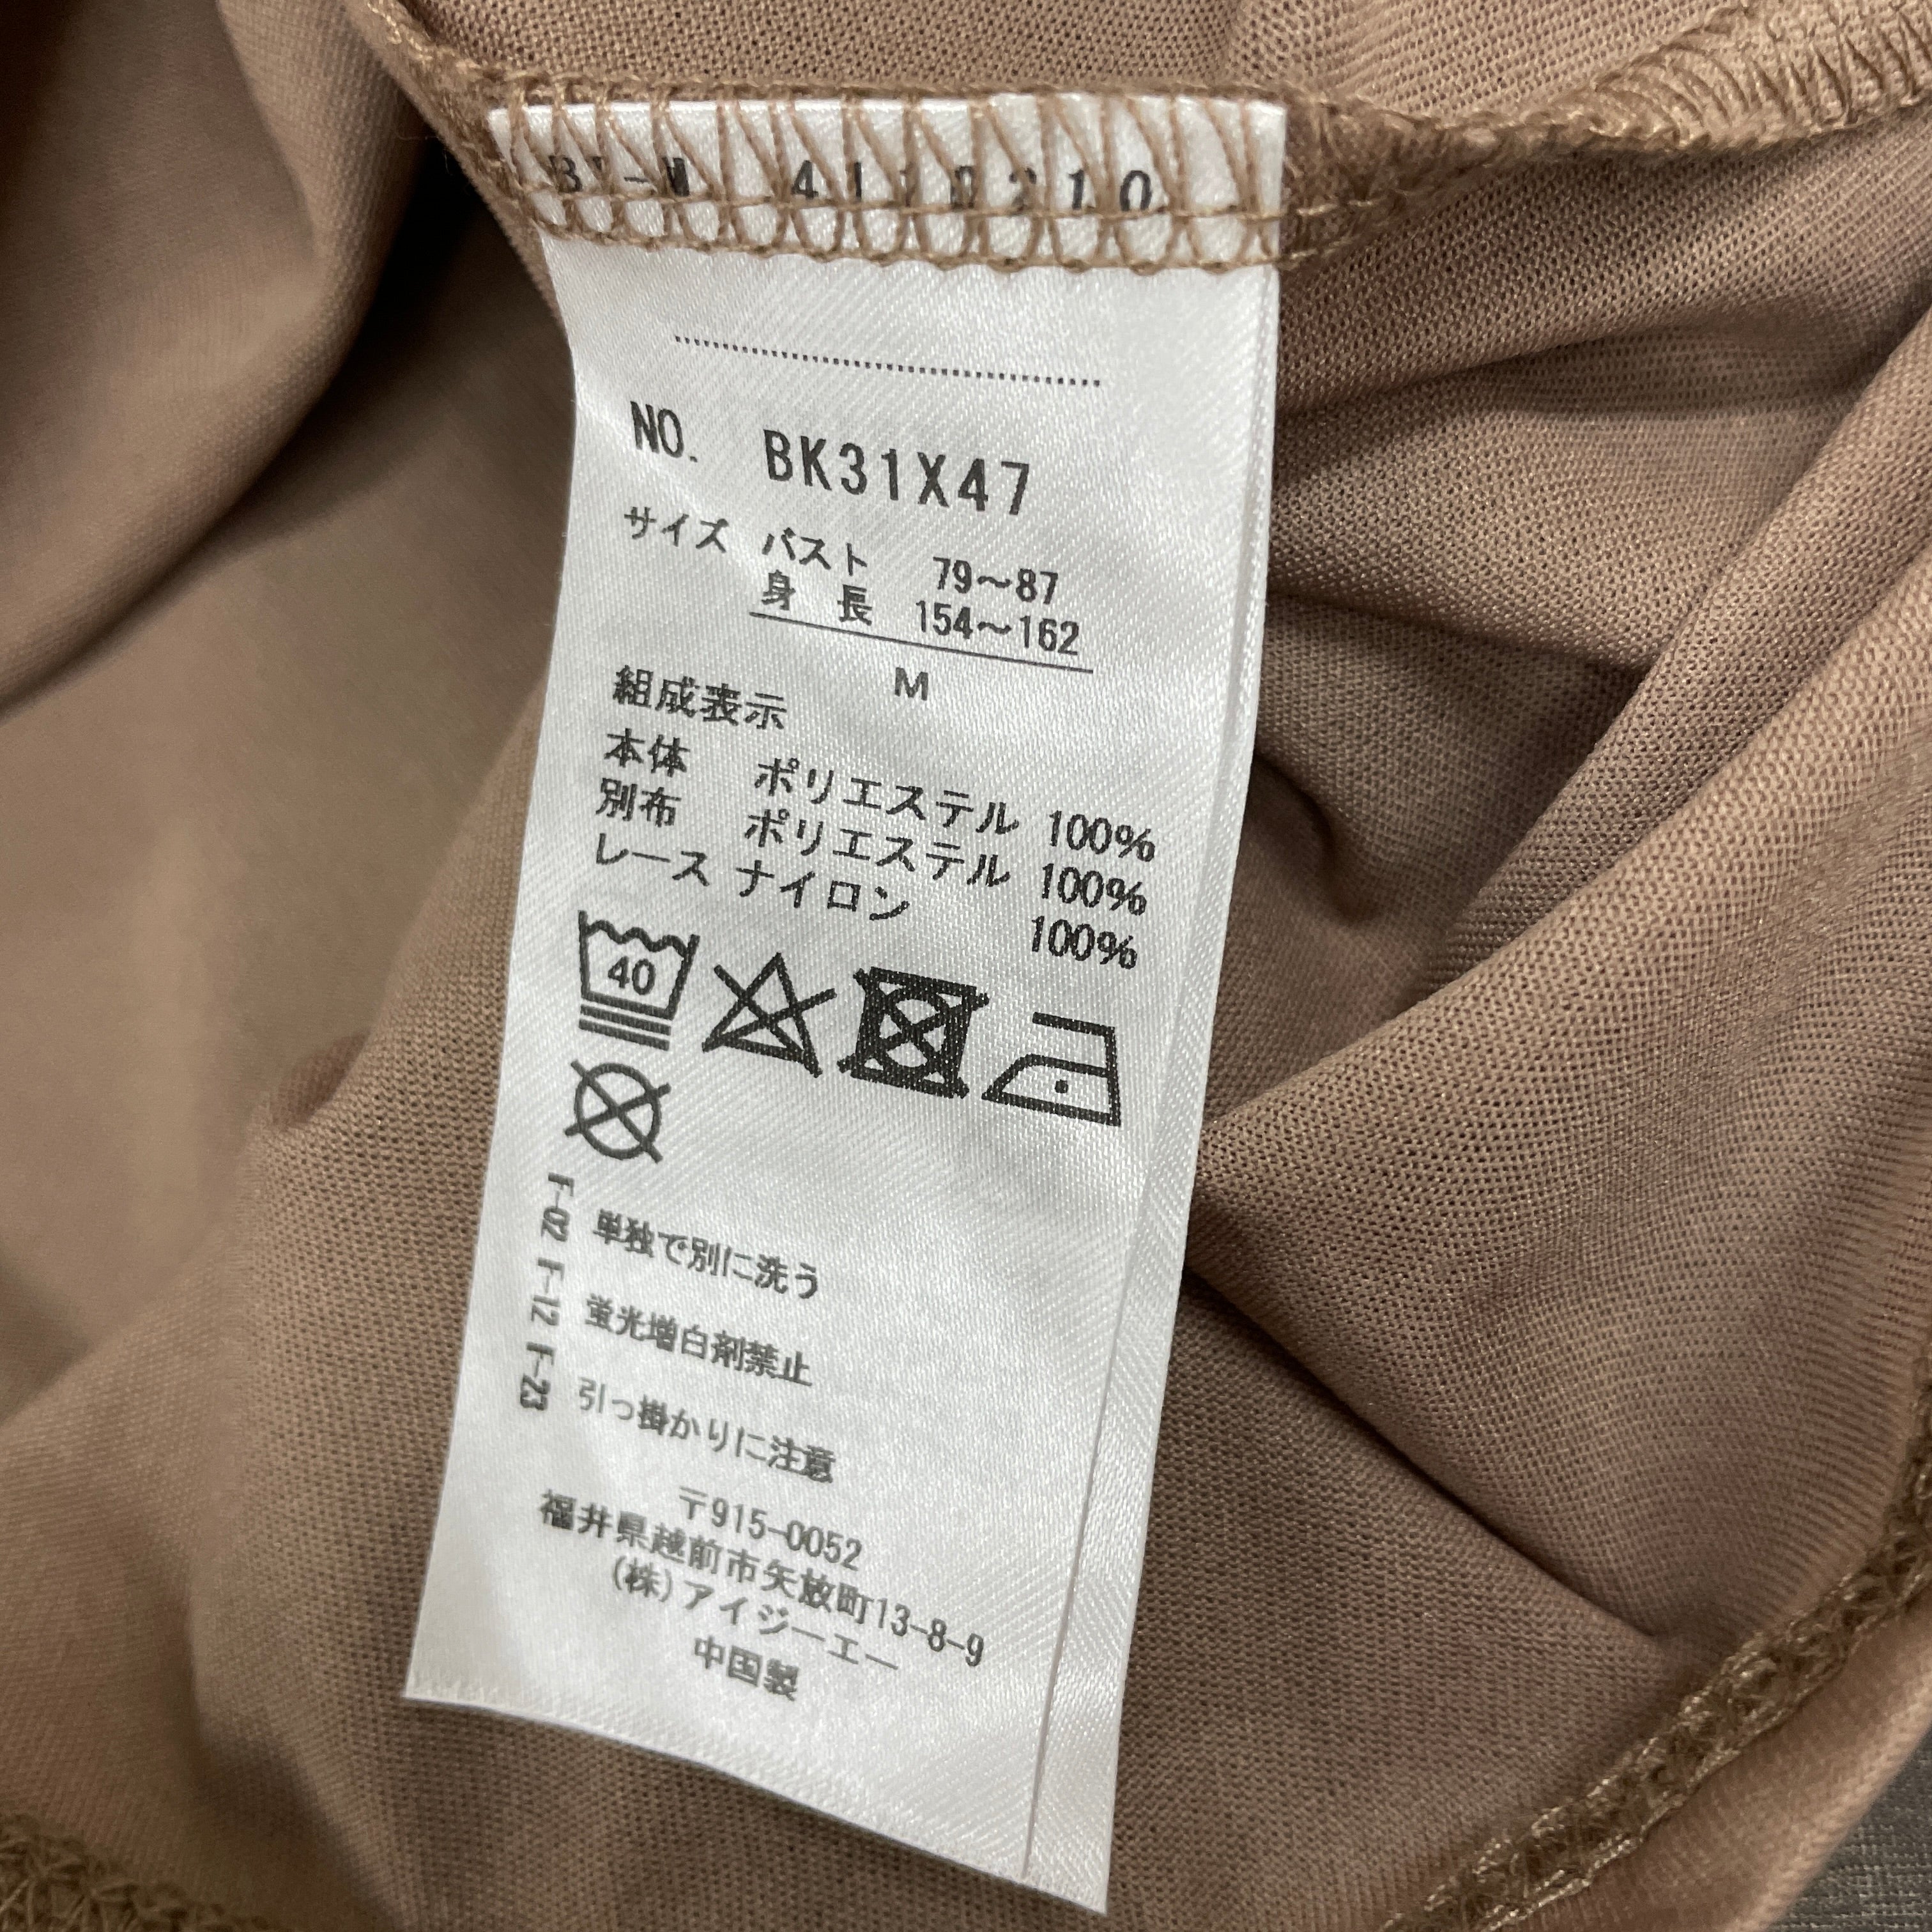 NO. BK31X47
サイズ バスト 79～87
身 長 154～162
M
組成表示
本体 ポリエステル 100%
別布 ポリエステル 100%
レース ナイロン 100%
40
F-02 F-12 F-23
単独で別に洗う
蛍光増白剤禁止
引っ掛かりに注意
〒915-0052
福井県越前市矢放町13-8-9
(株)アイジーエー
中国製